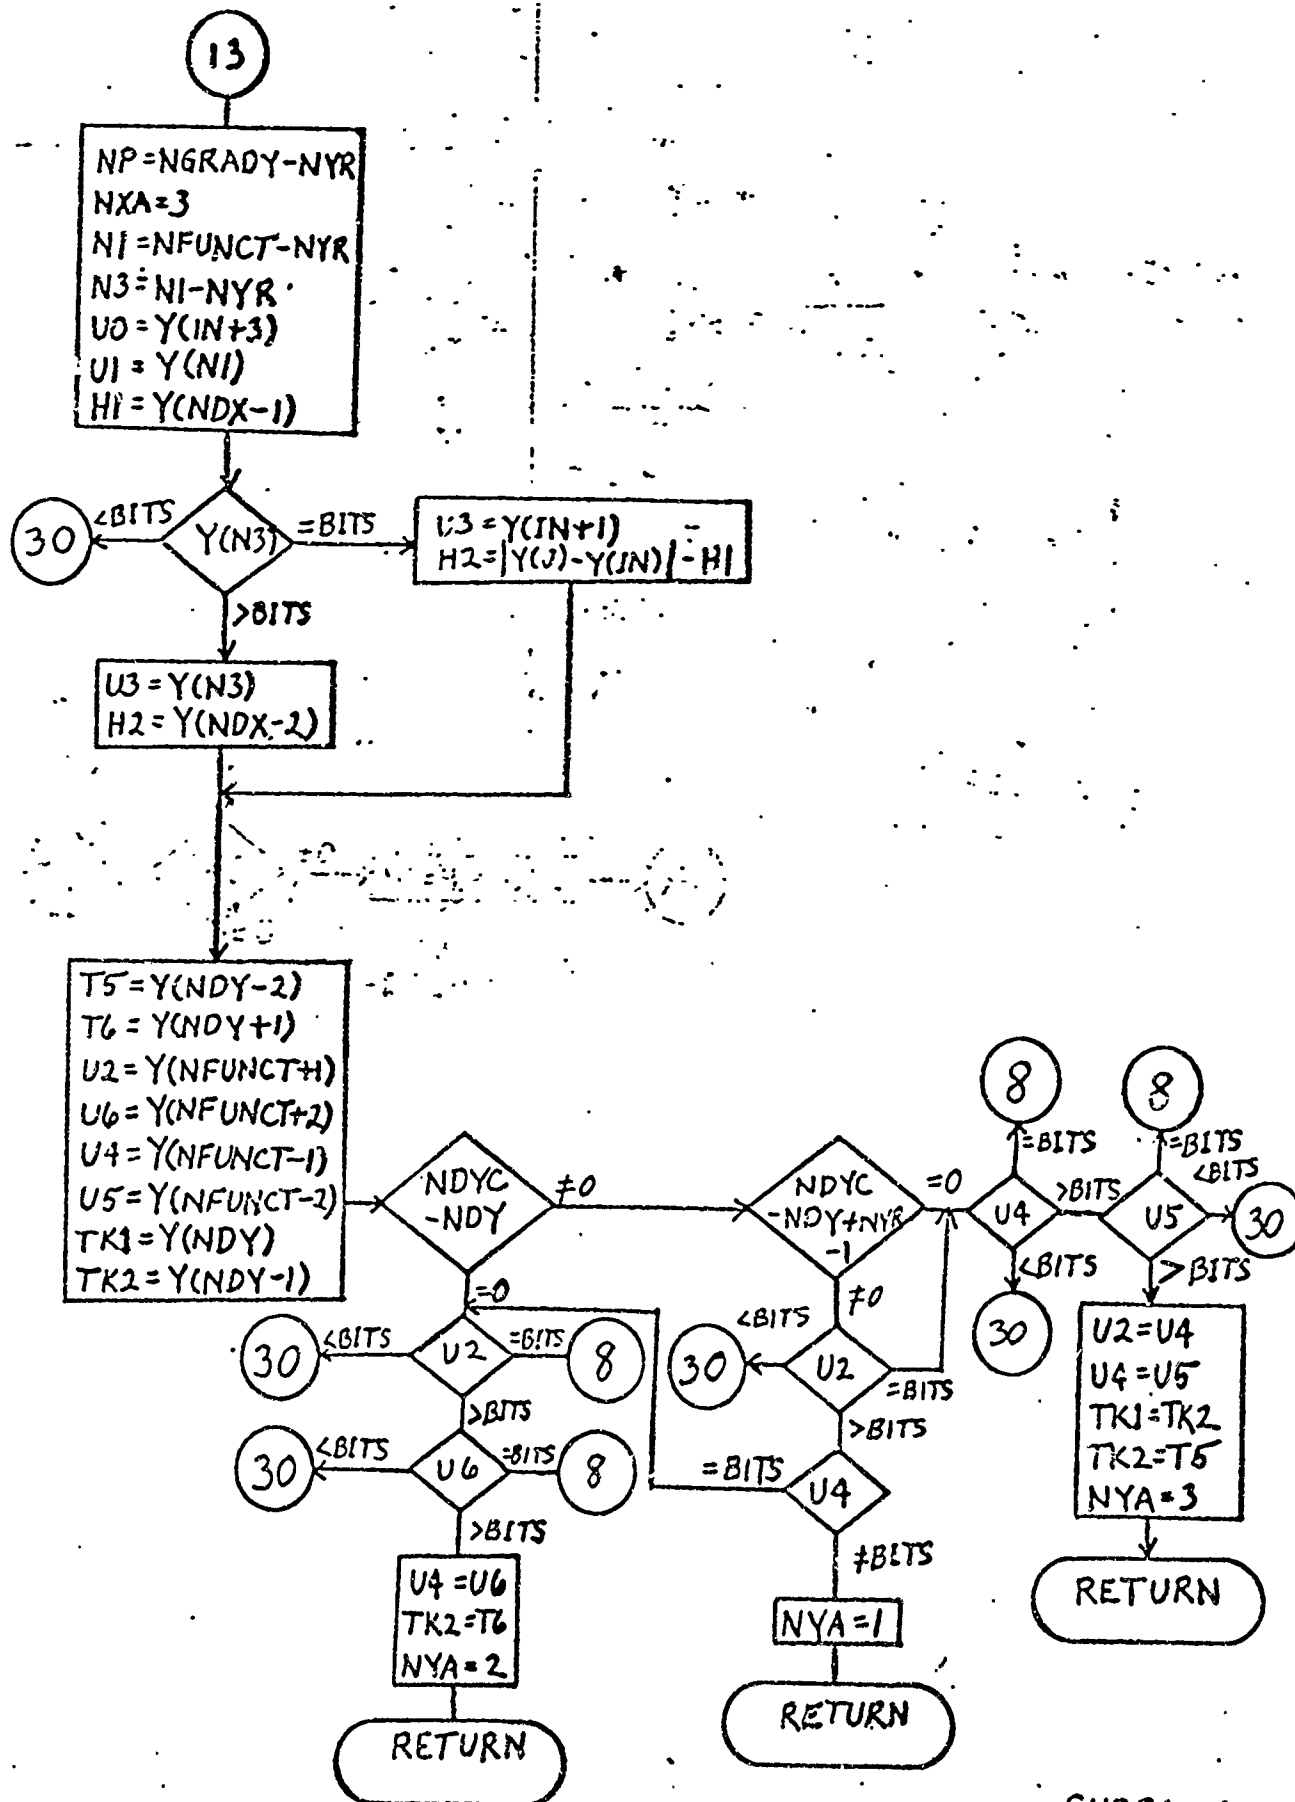 13
NP=NGRADY-NYR
NXA=3
N1=NFUNCT-NYR
N3=N1-NYR
U0=Y(IN+3)
U1=Y(N1)
H1=Y(NDX-1)
30
<BITS
Y(N3)
=BITS
U3=Y(IN+1)
H2=|Y(J)-Y(IN)|-H1
>BITS
U3=Y(N3)
H2=Y(NDX-2)
T5=Y(NDY-2)
T6=Y(NDY+1)
U2=Y(NFUNCT+1)
U6=Y(NFUNCT+2)
U4=Y(NFUNCT-1)
U5=Y(NFUNCT-2)
TK1=Y(NDY)
TK2=Y(NDY-1)
NDYC
-NDY
≠0
=0
NDYC
-NDY+NYR
-1
=0
≠0
8
=BITS
U4
>BITS
<BITS
30
8
=BITS
<BITS
U5
30
>BITS
U2=U4
U4=U5
TK1=TK2
TK2=T5
NYA=3
RETURN
30
<BITS
U2
=BITS
8
>BITS
30
<BITS
U6
=BITS
8
>BITS
U4=U6
TK2=T6
NYA=2
RETURN
<BITS
30
U2
=BITS
>BITS
=BITS
U4
≠BITS
NYA=1
RETURN